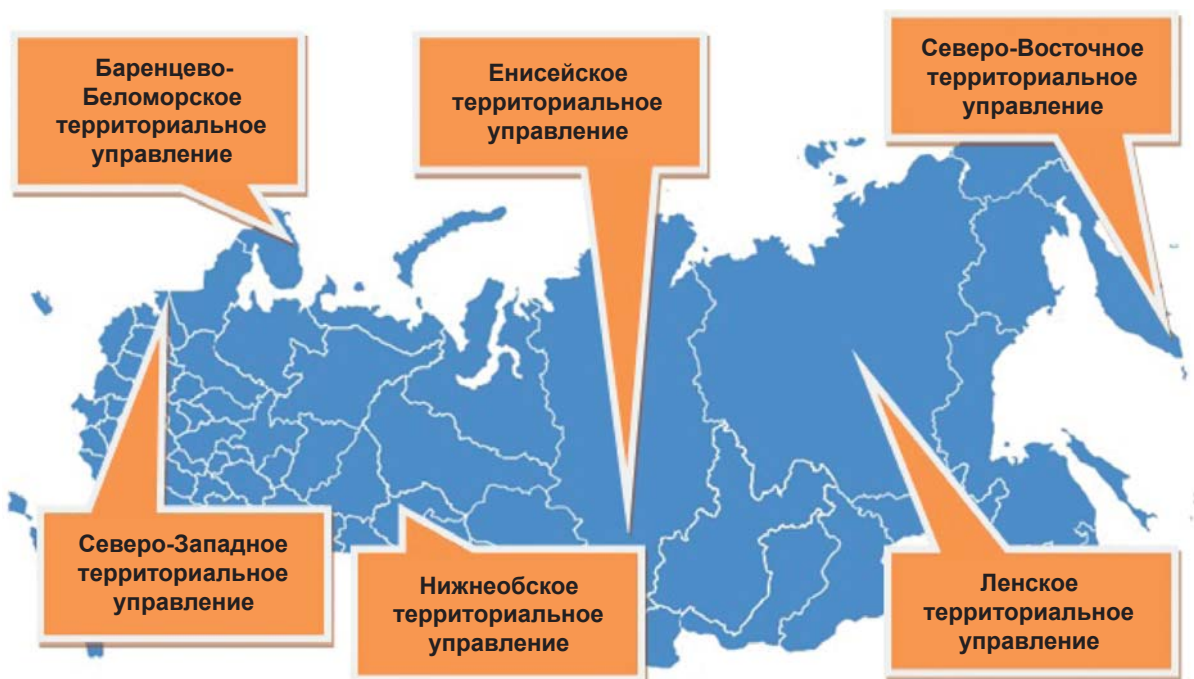 Баренцево-
Беломорское
территориальное
управление
Енисейское
территориальное
управление
Северо-Восточное
территориальное
управление
Северо-Западное
территориальное
управление
Нижнеобское
территориальное
управление
Ленское
территориальное
управление